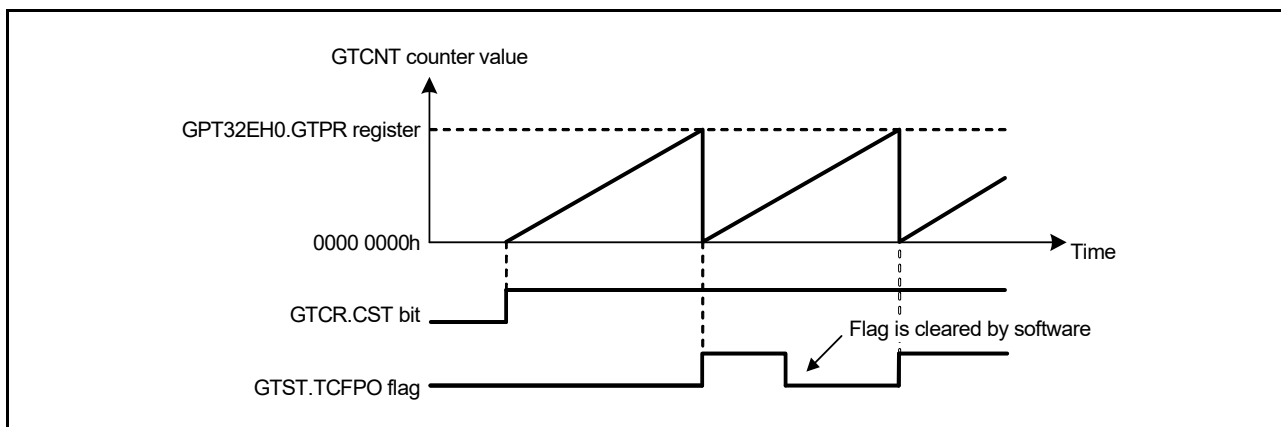 GTCNT counter value
GPT32EH0.GTPR register
0000 0000h
Time
GTCR.CST bit
Flag is cleared by software
GTST.TCFPO flag